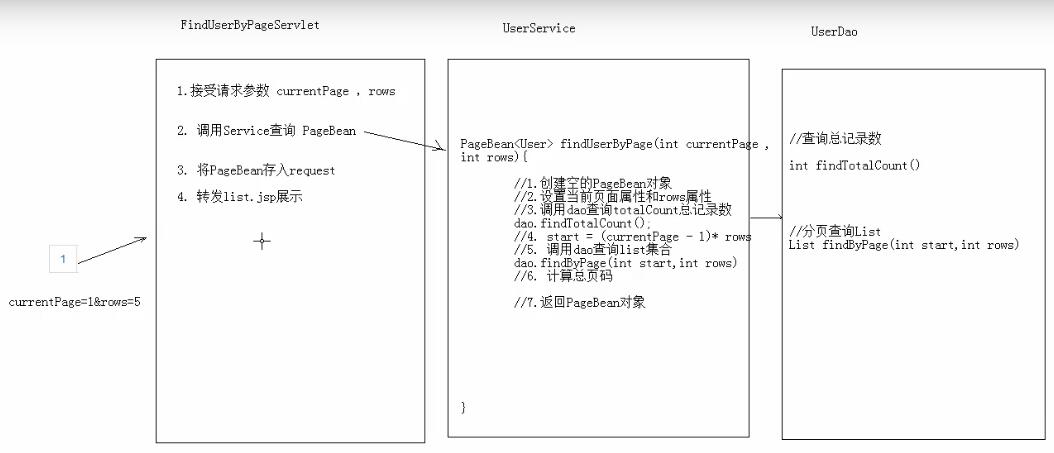 FindUserByPageServlet
UserService
UserDao
1.接受请求参数 currentPage , rows
2. 调用Service查询 PageBean
3. 将PageBean存入request
4. 转发list.jsp展示
1
currentPage=1&rows=5
PageBean<User> findUserByPage(int currentPage ,
int rows){
//1.创建空的PageBean对象
//2.设置当前页面属性和rows属性
//3.调用dao查询totalCount总记录数
dao.findTotalCount();
//4. start = (currentPage - 1)* rows
//5. 调用dao查询list集合
dao.findByPage(int start,int rows)
//6. 计算总页码
//7.返回PageBean对象
}
//查询总记录数
int findTotalCount()
//分页查询List
List findByPage(int start,int rows)